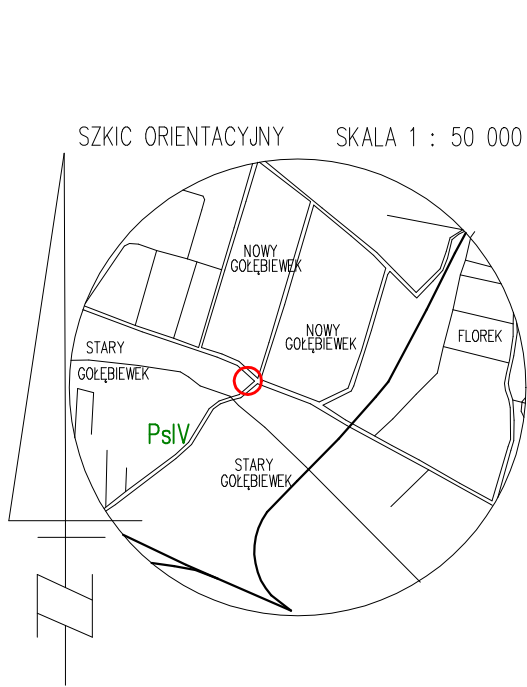 SZKIC ORIENTACYJNY SKALA 1 : 50 000
NOWY
GOŁĘBIEWEK
NOWY
GOŁĘBIEWEK
FLOREK
STARY
GOŁĘBIEWEK
PsIV
STARY
GOŁĘBIEWEK
N